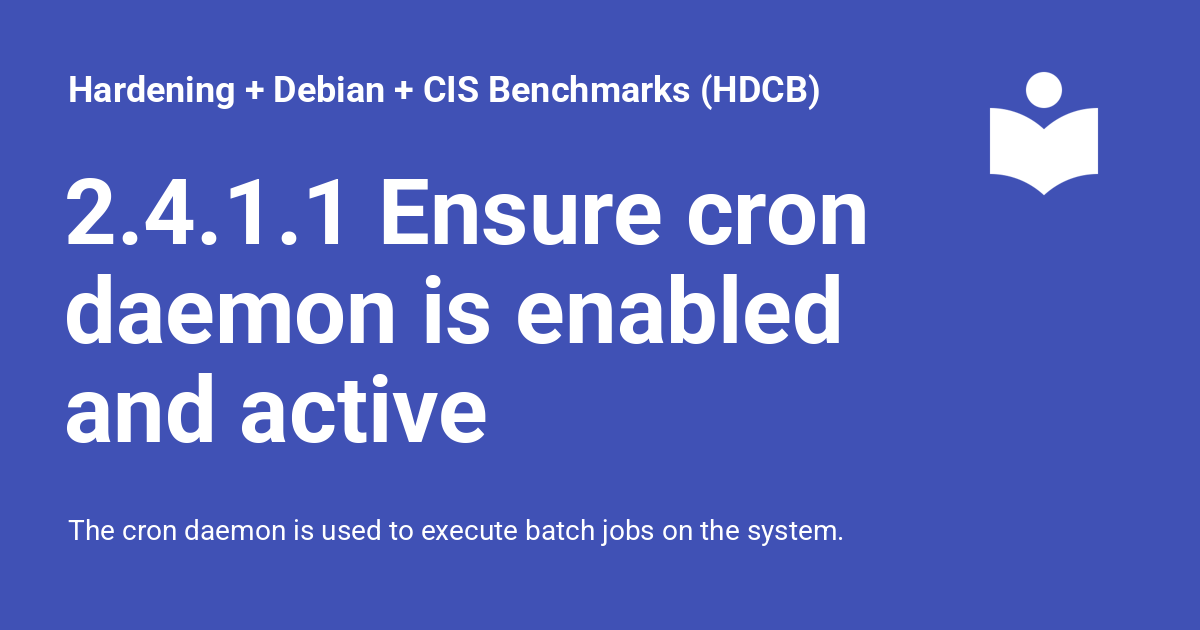 Hardening + Debian + CIS Benchmarks (HDCB)
2.4.1.1 Ensure cron
daemon is enabled
and active
The cron daemon is used to execute batch jobs on the system.